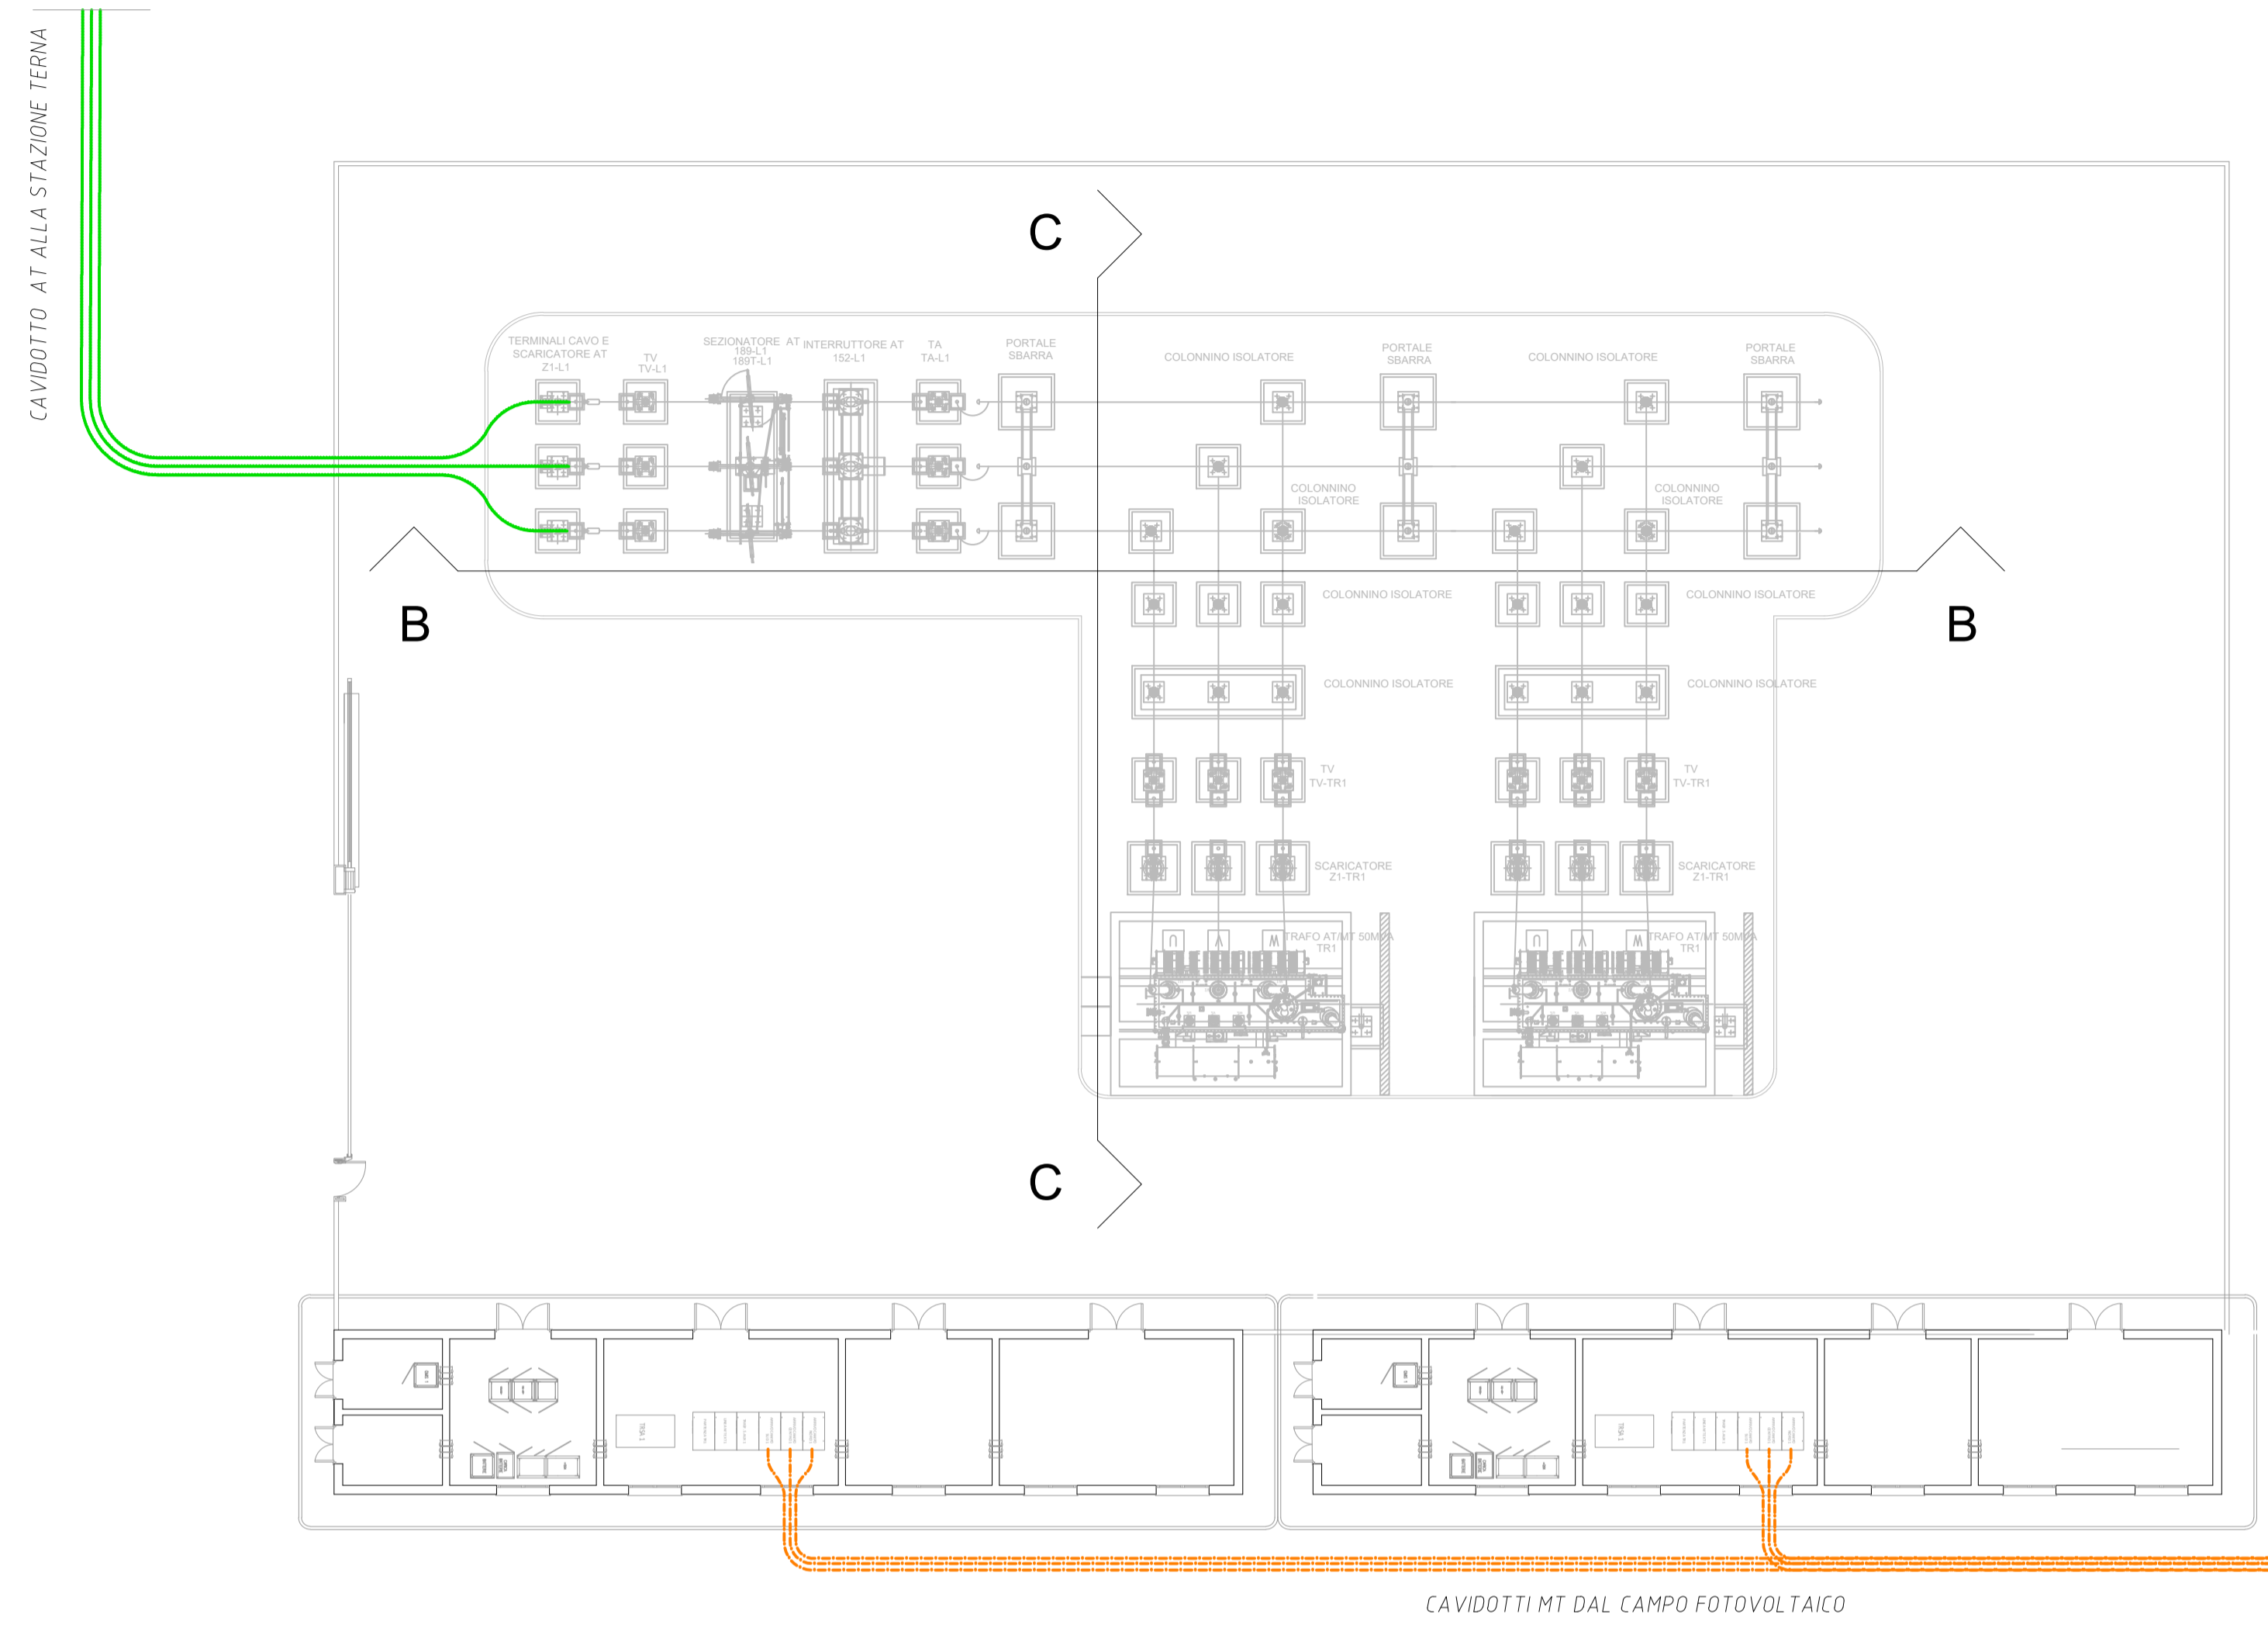 CAVIDOTTO AT ALLA STAZIONE TERNA
C
TERMINALI CAVO E
SCARICATORE AT
Z1-L1
TV
TV-L1
SEZIONATORE AT
189-L1
189T-L1
INTERRUTTORE AT
152-L1
TA
TA-L1
PORTALE
SBARRA
COLONNINO ISOLATORE
PORTALE
SBARRA
COLONNINO ISOLATORE
PORTALE
SBARRA
COLONNINO
ISOLATORE
COLONNINO
ISOLATORE
B
B
COLONNINO ISOLATORE
COLONNINO ISOLATORE
COLONNINO ISOLATORE
COLONNINO ISOLATORE
TV
TV-TR1
TV
TV-TR1
SCARICATORE
Z1-TR1
SCARICATORE
Z1-TR1
U
V
W
TRAFO AT/MT 50MVA
TR1
U
V
W
TRAFO AT/MT 50MVA
TR1
C
TRSA 1
TRSA 1
CAVIDOTTI MT DAL CAMPO FOTOVOLTAICO